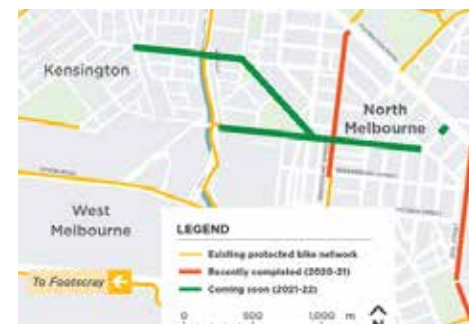 Kensington
North
Melbourne
West
Melbourne
LEGEND
Existing protected bike network
Recently completed (2020-21)
Coming soon (2021-22)
To Footscray
0 500 1,000 m
N